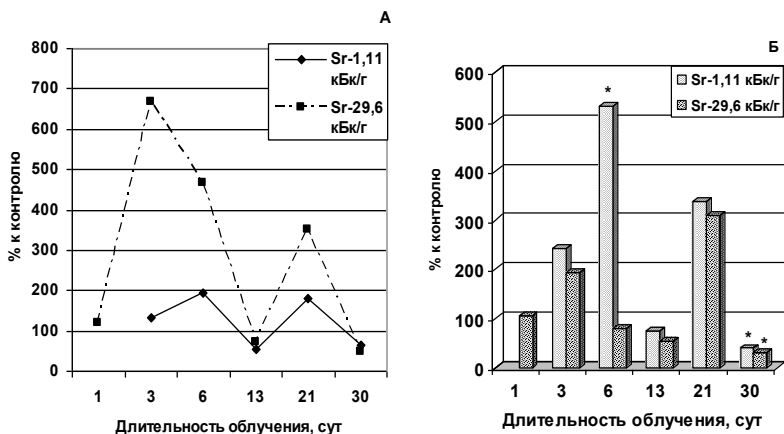 А
800
700
600
500
400
300
200
100
0
% к контролю
1 3 6 13 21 30
Длительность облучения, сут
Sr-1,11
кБк/г
Sr-29,6
кБк/г
Б
600
500
400
300
200
100
0
% к контролю
1 3 6 13 21 30
Длительность облучения, сут
Sr-1,11 кБк/г
Sr-29,6 кБк/г
*
* *